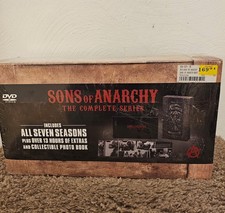 DVD
SONS OF ANARCHY
THE COMPLETE SERIES
INCLUDES
ALL SEVEN SEASONS
PLUS OVER 13 HOURS OF EXTRAS
AND COLLECTIBLE PHOTO BOOK